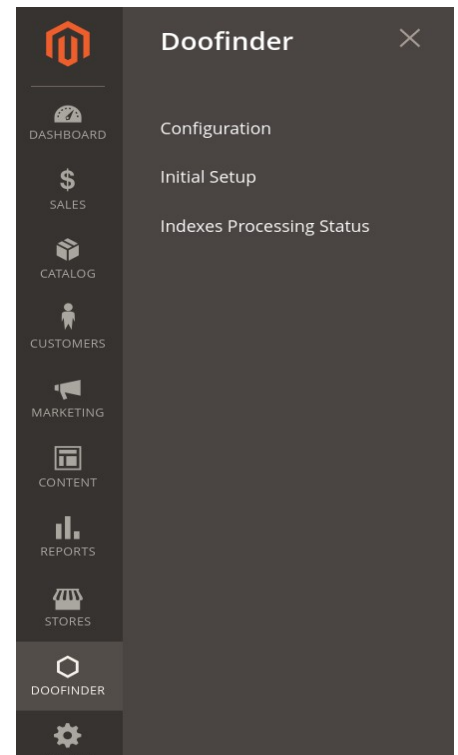 Doofinder
Configuration
Initial Setup
Indexes Processing Status
DASHBOARD
$
SALES
CATALOG
CUSTOMERS
MARKETING
CONTENT
REPORTS
STORES
DOOFINDER